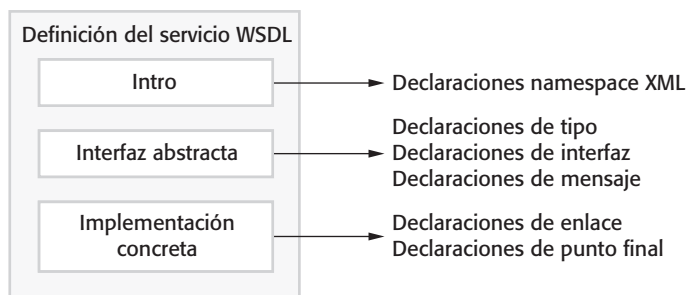 Definición del servicio WSDL
Intro
Declaraciones namespace XML
Interfaz abstracta
Declaraciones de tipo
Declaraciones de interfaz
Declaraciones de mensaje
Implementación
concreta
Declaraciones de enlace
Declaraciones de punto final